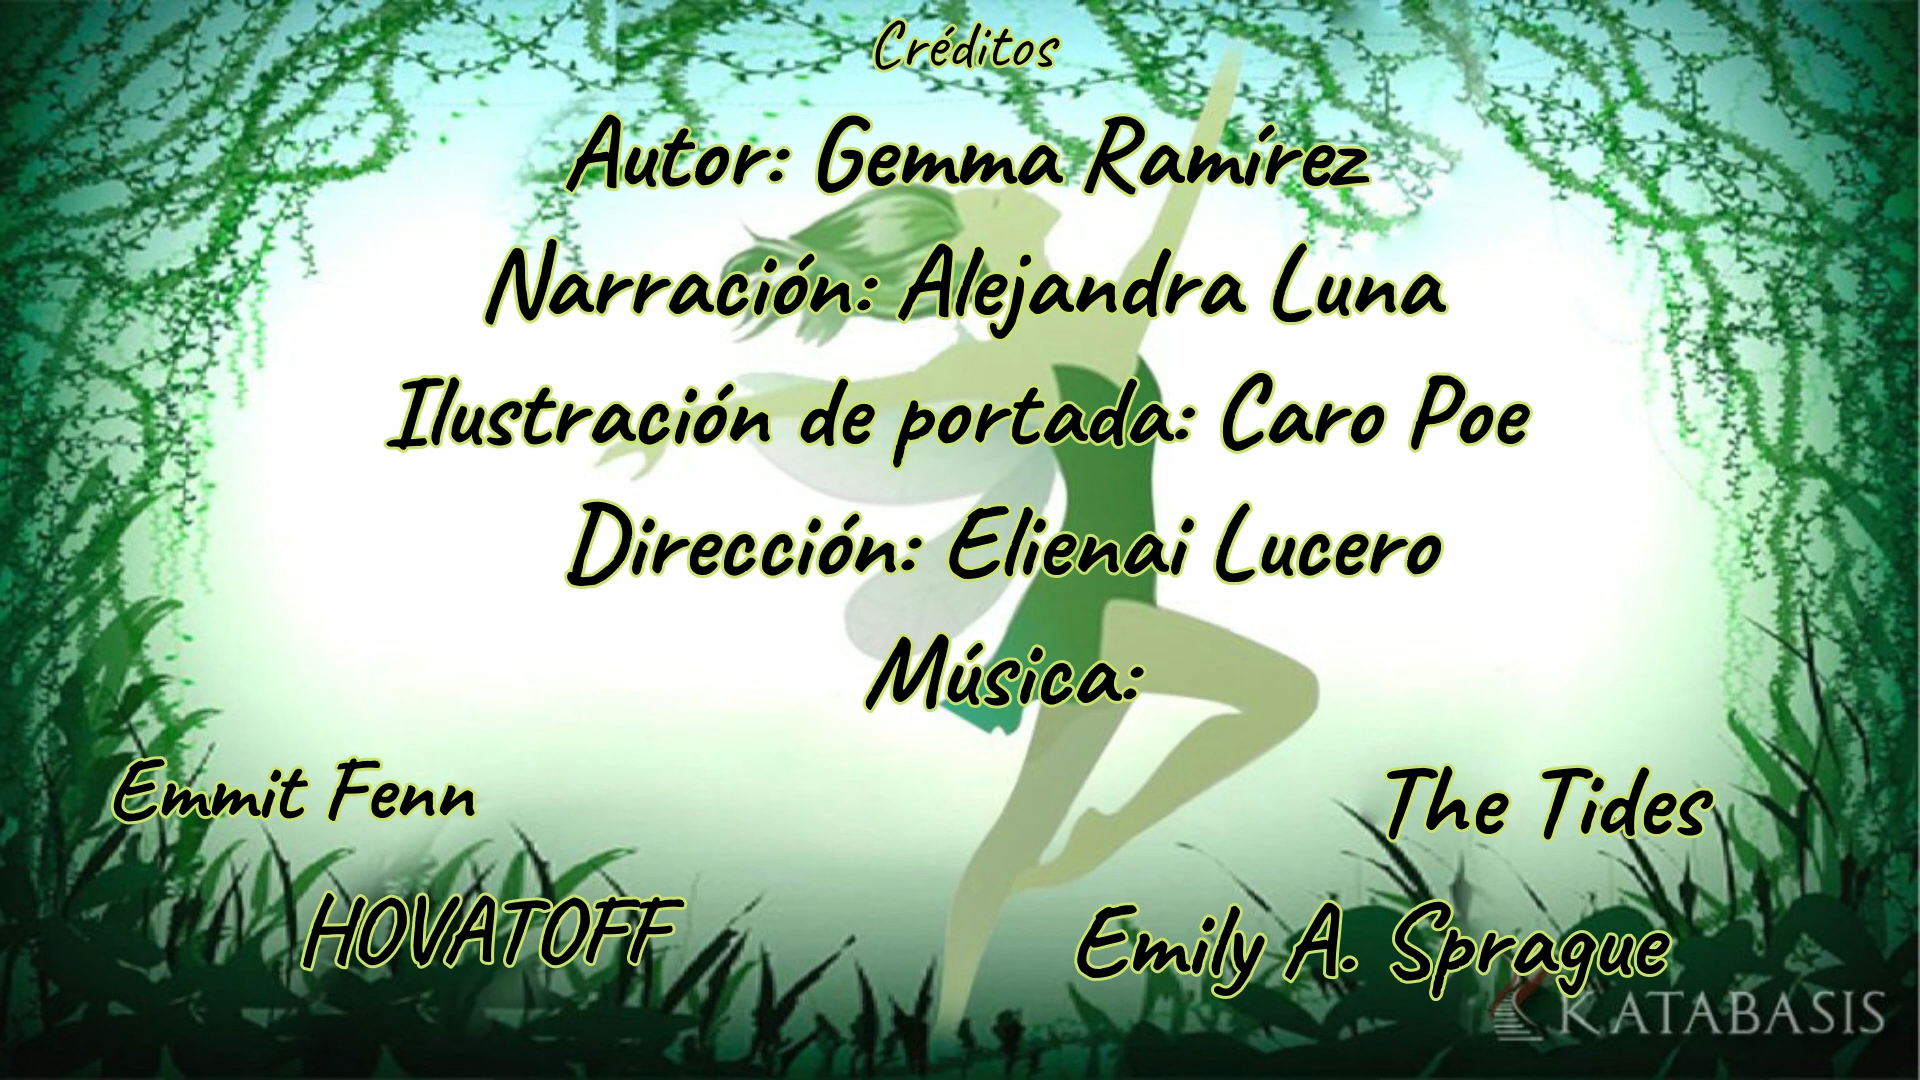 Créditos
Autor: Gemma Ramírez
Narración: Alejandra Luna
Ilustración de portada: Caro Poe
Dirección: Elienai Lucero
Música:
Emmit Fenn
The Tides
HOVATOFF
Emily A. Sprague
KATABASIS